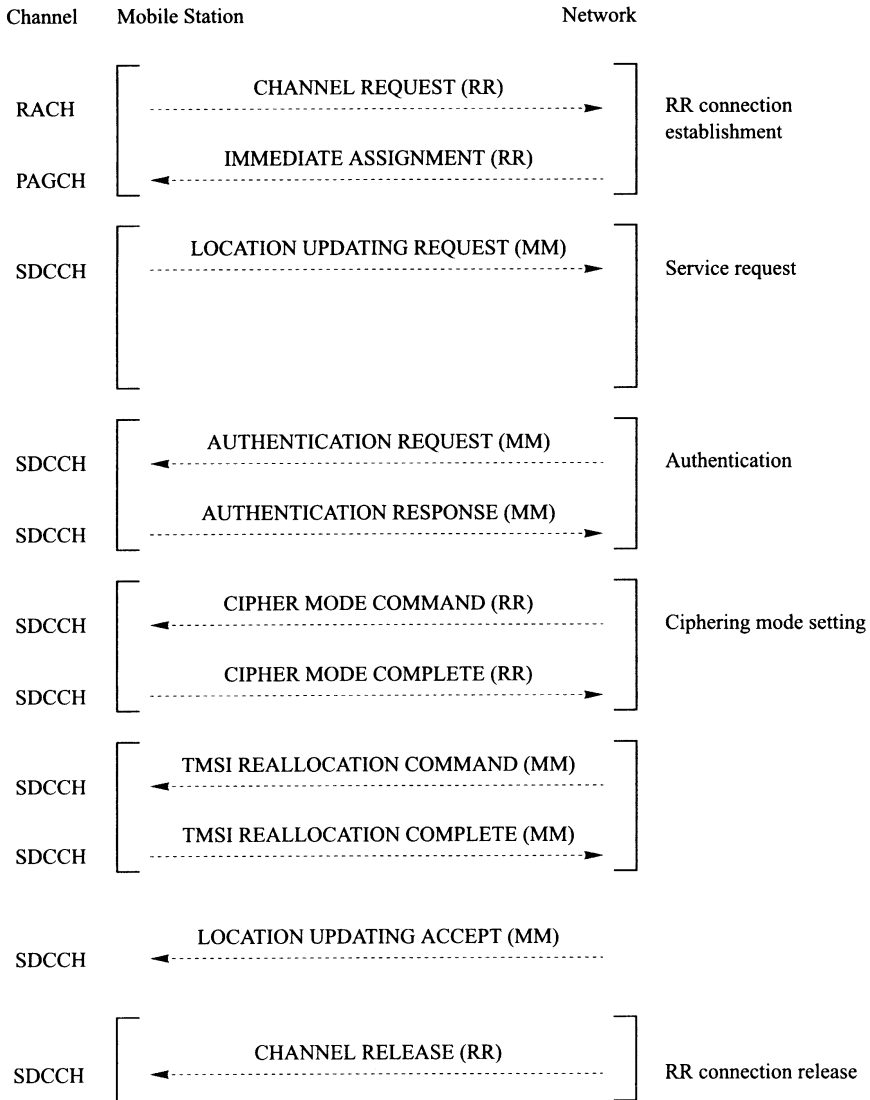 Channel Mobile Station Network
CHANNEL REQUEST (RR)
RACH
RR connection
establishment
IMMEDIATE ASSIGNMENT (RR)
PAGCH
LOCATION UPDATING REQUEST (MM)
SDCCH
Service request
AUTHENTICATION REQUEST (MM)
SDCCH
Authentication
AUTHENTICATION RESPONSE (MM)
SDCCH
CIPHER MODE COMMAND (RR)
SDCCH
Ciphering mode setting
CIPHER MODE COMPLETE (RR)
SDCCH
TMSI REALLOCATION COMMAND (MM)
SDCCH
TMSI REALLOCATION COMPLETE (MM)
SDCCH
LOCATION UPDATING ACCEPT (MM)
SDCCH
CHANNEL RELEASE (RR)
SDCCH
RR connection release